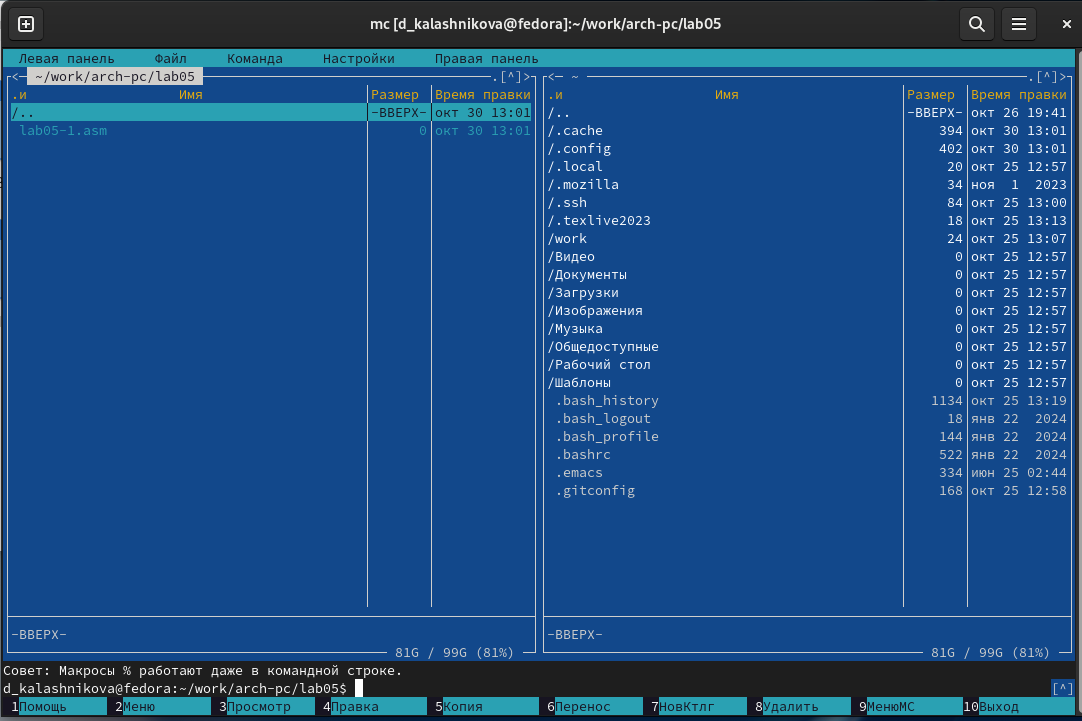 mc [d_kalashnikova@fedora]:~/work/arch-pc/lab05
Левая панель Файл Команда Настройки Правая панель
<— ~/work/arch-pc/lab05 .[^]>
.и Имя Размер Время правки
/.. -ВВЕРХ- окт 30 13:01
lab05-1.asm 0 окт 30 13:01
-ВВЕРХ-
81G / 99G (81%)
<— ~ .[^]>
.и Имя Размер Время правки
/.. -ВВЕРХ- окт 26 19:41
/.cache 394 окт 30 13:01
/.config 402 окт 30 13:01
/.local 20 окт 25 12:57
/.mozilla 34 ноя 1 2023
/.ssh 84 окт 25 13:00
/.texlive2023 18 окт 25 13:13
/work 24 окт 25 13:07
/Видео 0 окт 25 12:57
/Документы 0 окт 25 12:57
/Загрузки 0 окт 25 12:57
/Изображения 0 окт 25 12:57
/Музыка 0 окт 25 12:57
/Общедоступные 0 окт 25 12:57
/Рабочий стол 0 окт 25 12:57
/Шаблоны 0 окт 25 12:57
.bash_history 1134 окт 25 13:19
.bash_logout 18 янв 22 2024
.bash_profile 144 янв 22 2024
.bashrc 522 янв 22 2024
.emacs 334 июн 25 02:44
.gitconfig 168 окт 25 12:58
-ВВЕРХ-
81G / 99G (81%)
Совет: Макросы % работают даже в командной строке.
d_kalashnikova@fedora:~/work/arch-pc/lab05$ [^]
1Помощь 2Меню 3Просмотр 4Правка 5Копия 6Перенос 7НовКтлг 8Удалить 9МенюМС 10Выход